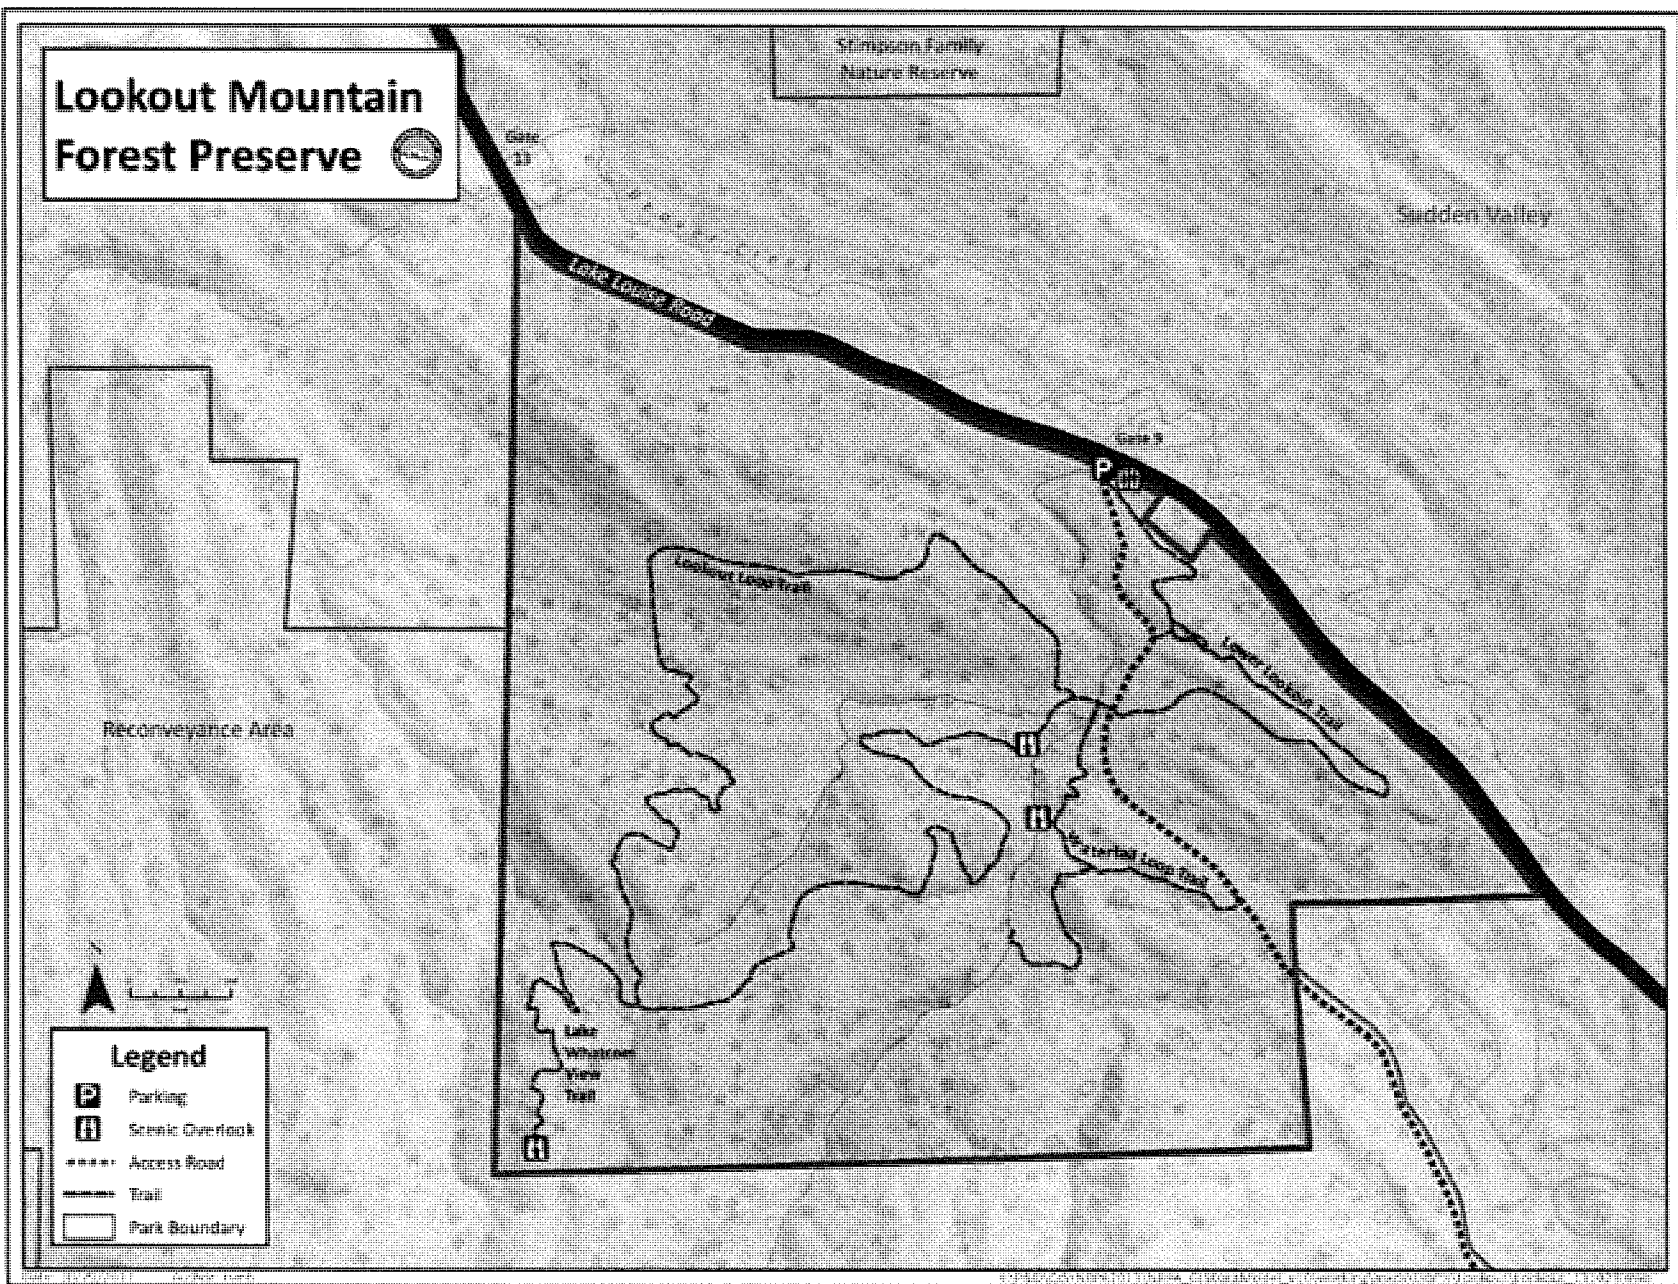 Stimpson Family
Nature Reserve
Lookout Mountain
Forest Preserve
Gate
13
Sudden Valley
Lake Louise Road
Gate 9
P
Lookout Loop Trail
Lower Lookout Trail
Reconveyance Area
Waterfall Loop Trail
Lake
Whatcom
View
Trail
Legend
P Parking
Scenic Overlook
Access Road
Trail
Park Boundary